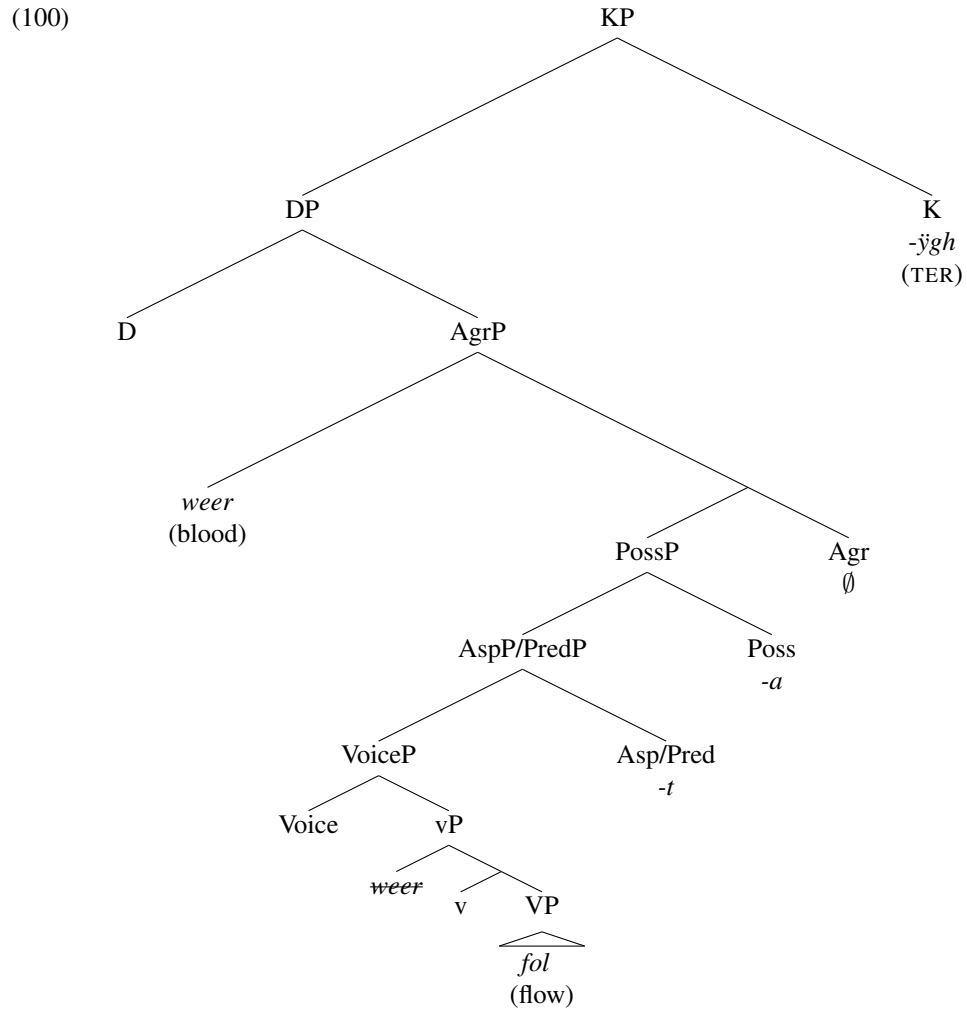 (100) KP
DP K
-ÿgh
(TER)
D AgrP
weer
(blood)
PossP Agr
∅
AspP/PredP Poss
-a
VoiceP Asp/Pred
-t
Voice vP
weer
v VP
fol
(flow)